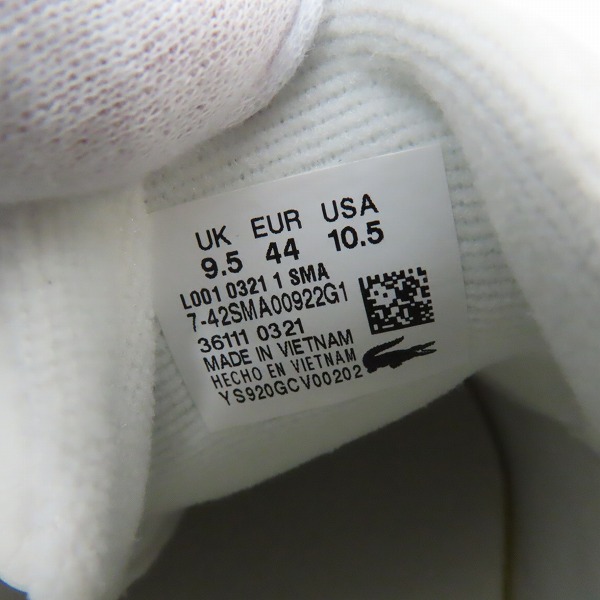 UK EUR USA
9.5 44 10.5
L001 0321 1 SMA
7-42SMA00922G1
36111 0321
MADE IN VIETNAM
HECHO EN VIETNAM
YS920GCV00202